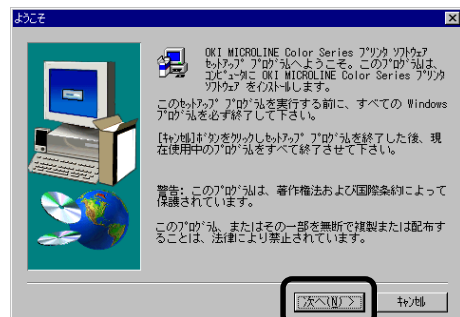 ようこそ
OKI MICROLINE Color Series ﾌﾟﾘﾝﾀ ｿﾌﾄｳｪｱ
ｾｯﾄｱｯﾌﾟ ﾌﾟﾛｸﾞﾗﾑへようこそ。このﾌﾟﾛｸﾞﾗﾑは、
ｺﾝﾋﾟｭｰﾀに OKI MICROLINE Color Series ﾌﾟﾘﾝﾀ
ｿﾌﾄｳｪｱ をｲﾝｽﾄｰﾙします。
このｾｯﾄｱｯﾌﾟ ﾌﾟﾛｸﾞﾗﾑを実行する前に、すべての Windows
ﾌﾟﾛｸﾞﾗﾑを必ず終了して下さい。
[ｷｬﾝｾﾙ]ﾎﾞﾀﾝをｸﾘｯｸしｾｯﾄｱｯﾌﾟ ﾌﾟﾛｸﾞﾗﾑを終了した後、現
在使用中のﾌﾟﾛｸﾞﾗﾑをすべて終了させて下さい。
警告: このﾌﾟﾛｸﾞﾗﾑは、著作権法および国際条約によって
保護されています。
このﾌﾟﾛｸﾞﾗﾑ、またはその一部を無断で複製または配布す
ることは、法律により禁止されています。
次へ(N) >
ｷｬﾝｾﾙ